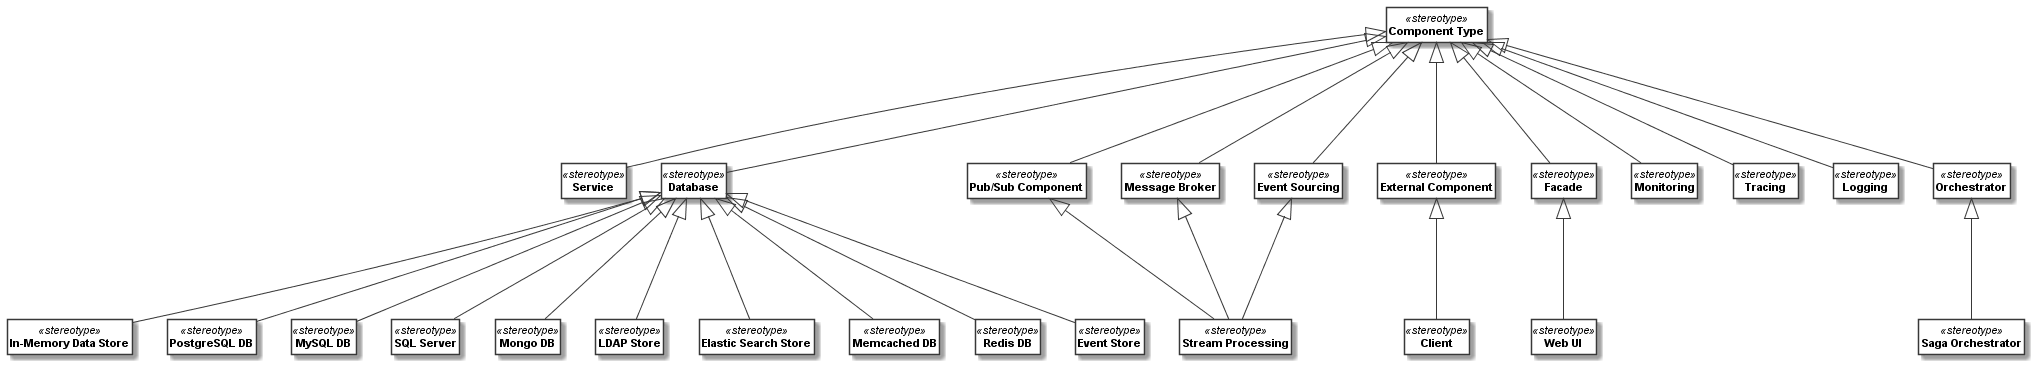 «stereotype»
Component Type
«stereotype»
Service
«stereotype»
Database
«stereotype»
Pub/Sub Component
«stereotype»
Message Broker
«stereotype»
Event Sourcing
«stereotype»
External Component
«stereotype»
Facade
«stereotype»
Monitoring
«stereotype»
Tracing
«stereotype»
Logging
«stereotype»
Orchestrator
«stereotype»
In-Memory Data Store
«stereotype»
PostgreSQL DB
«stereotype»
MySQL DB
«stereotype»
SQL Server
«stereotype»
Mongo DB
«stereotype»
LDAP Store
«stereotype»
Elastic Search Store
«stereotype»
Memcached DB
«stereotype»
Redis DB
«stereotype»
Event Store
«stereotype»
Stream Processing
«stereotype»
Client
«stereotype»
Web UI
«stereotype»
Saga Orchestrator